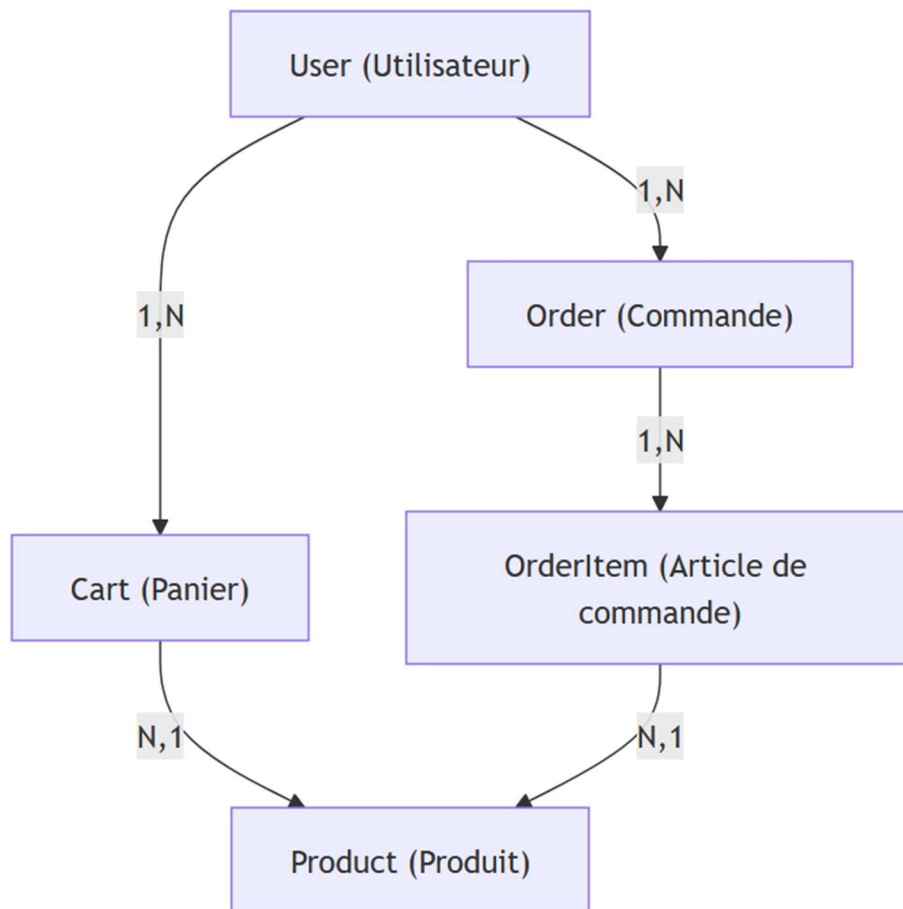 User (Utilisateur)
1,N
Order (Commande)
1,N
1,N
OrderItem (Article de
commande)
Cart (Panier)
N,1
N,1
Product (Produit)